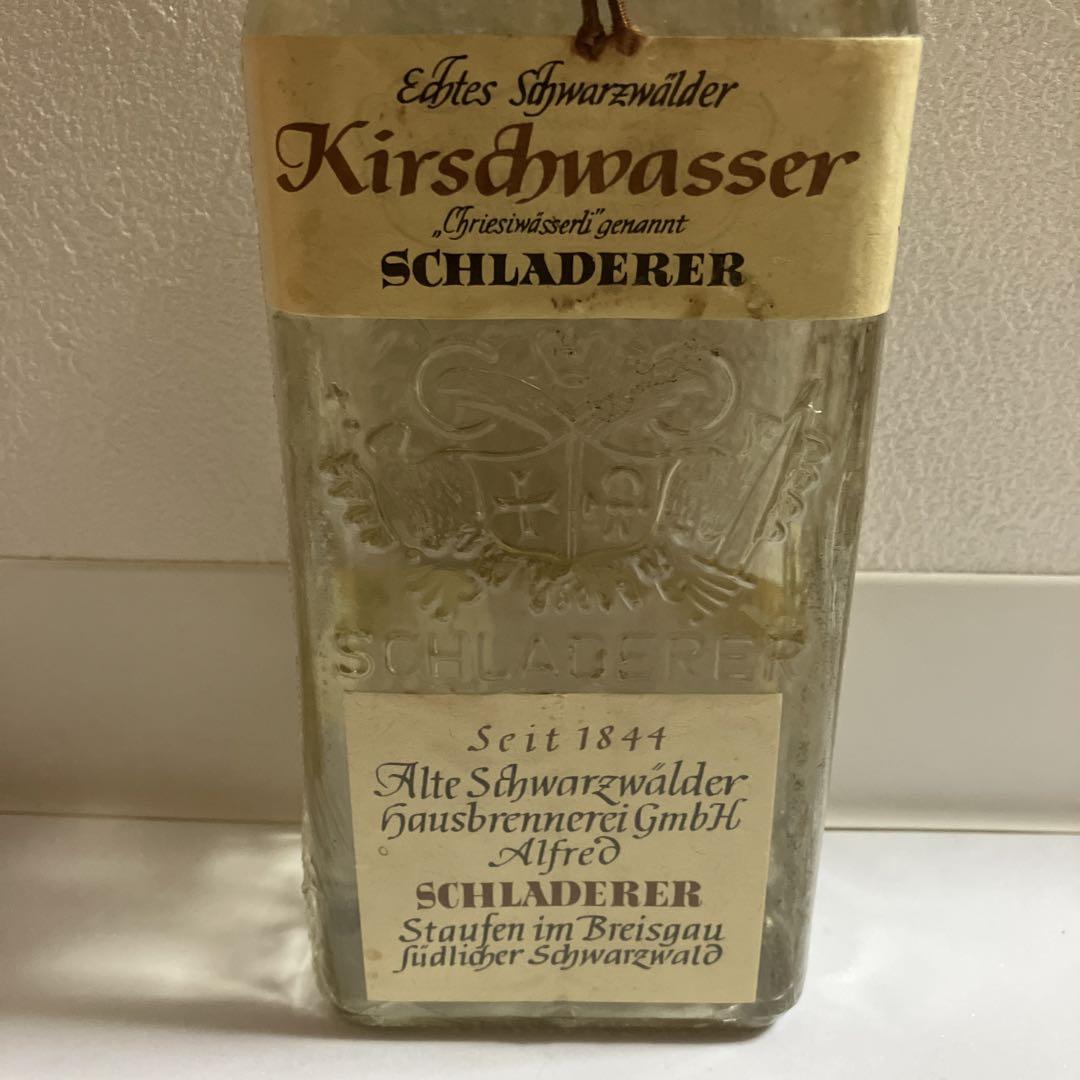 Echtes Schwarzwälder
Kirschwasser
„Chriesiwässerli” genannt
SCHLADERER
SCHLADERER
Seit 1844
Alte Schwarzwälder
Hausbrennerei GmbH
Alfred
SCHLADERER
Staufen im Breisgau
südlicher Schwarzwald